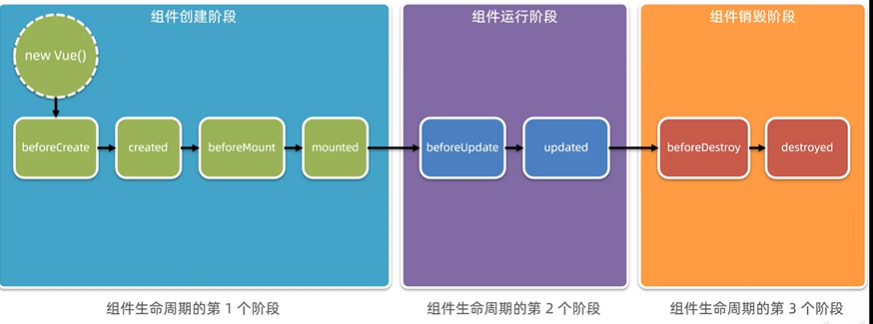 组件创建阶段
组件运行阶段
组件销毁阶段
new Vue()
beforeCreate
created
beforeMount
mounted
beforeUpdate
updated
beforeDestroy
destroyed
组件生命周期的第 1 个阶段
组件生命周期的第 2 个阶段
组件生命周期的第 3 个阶段